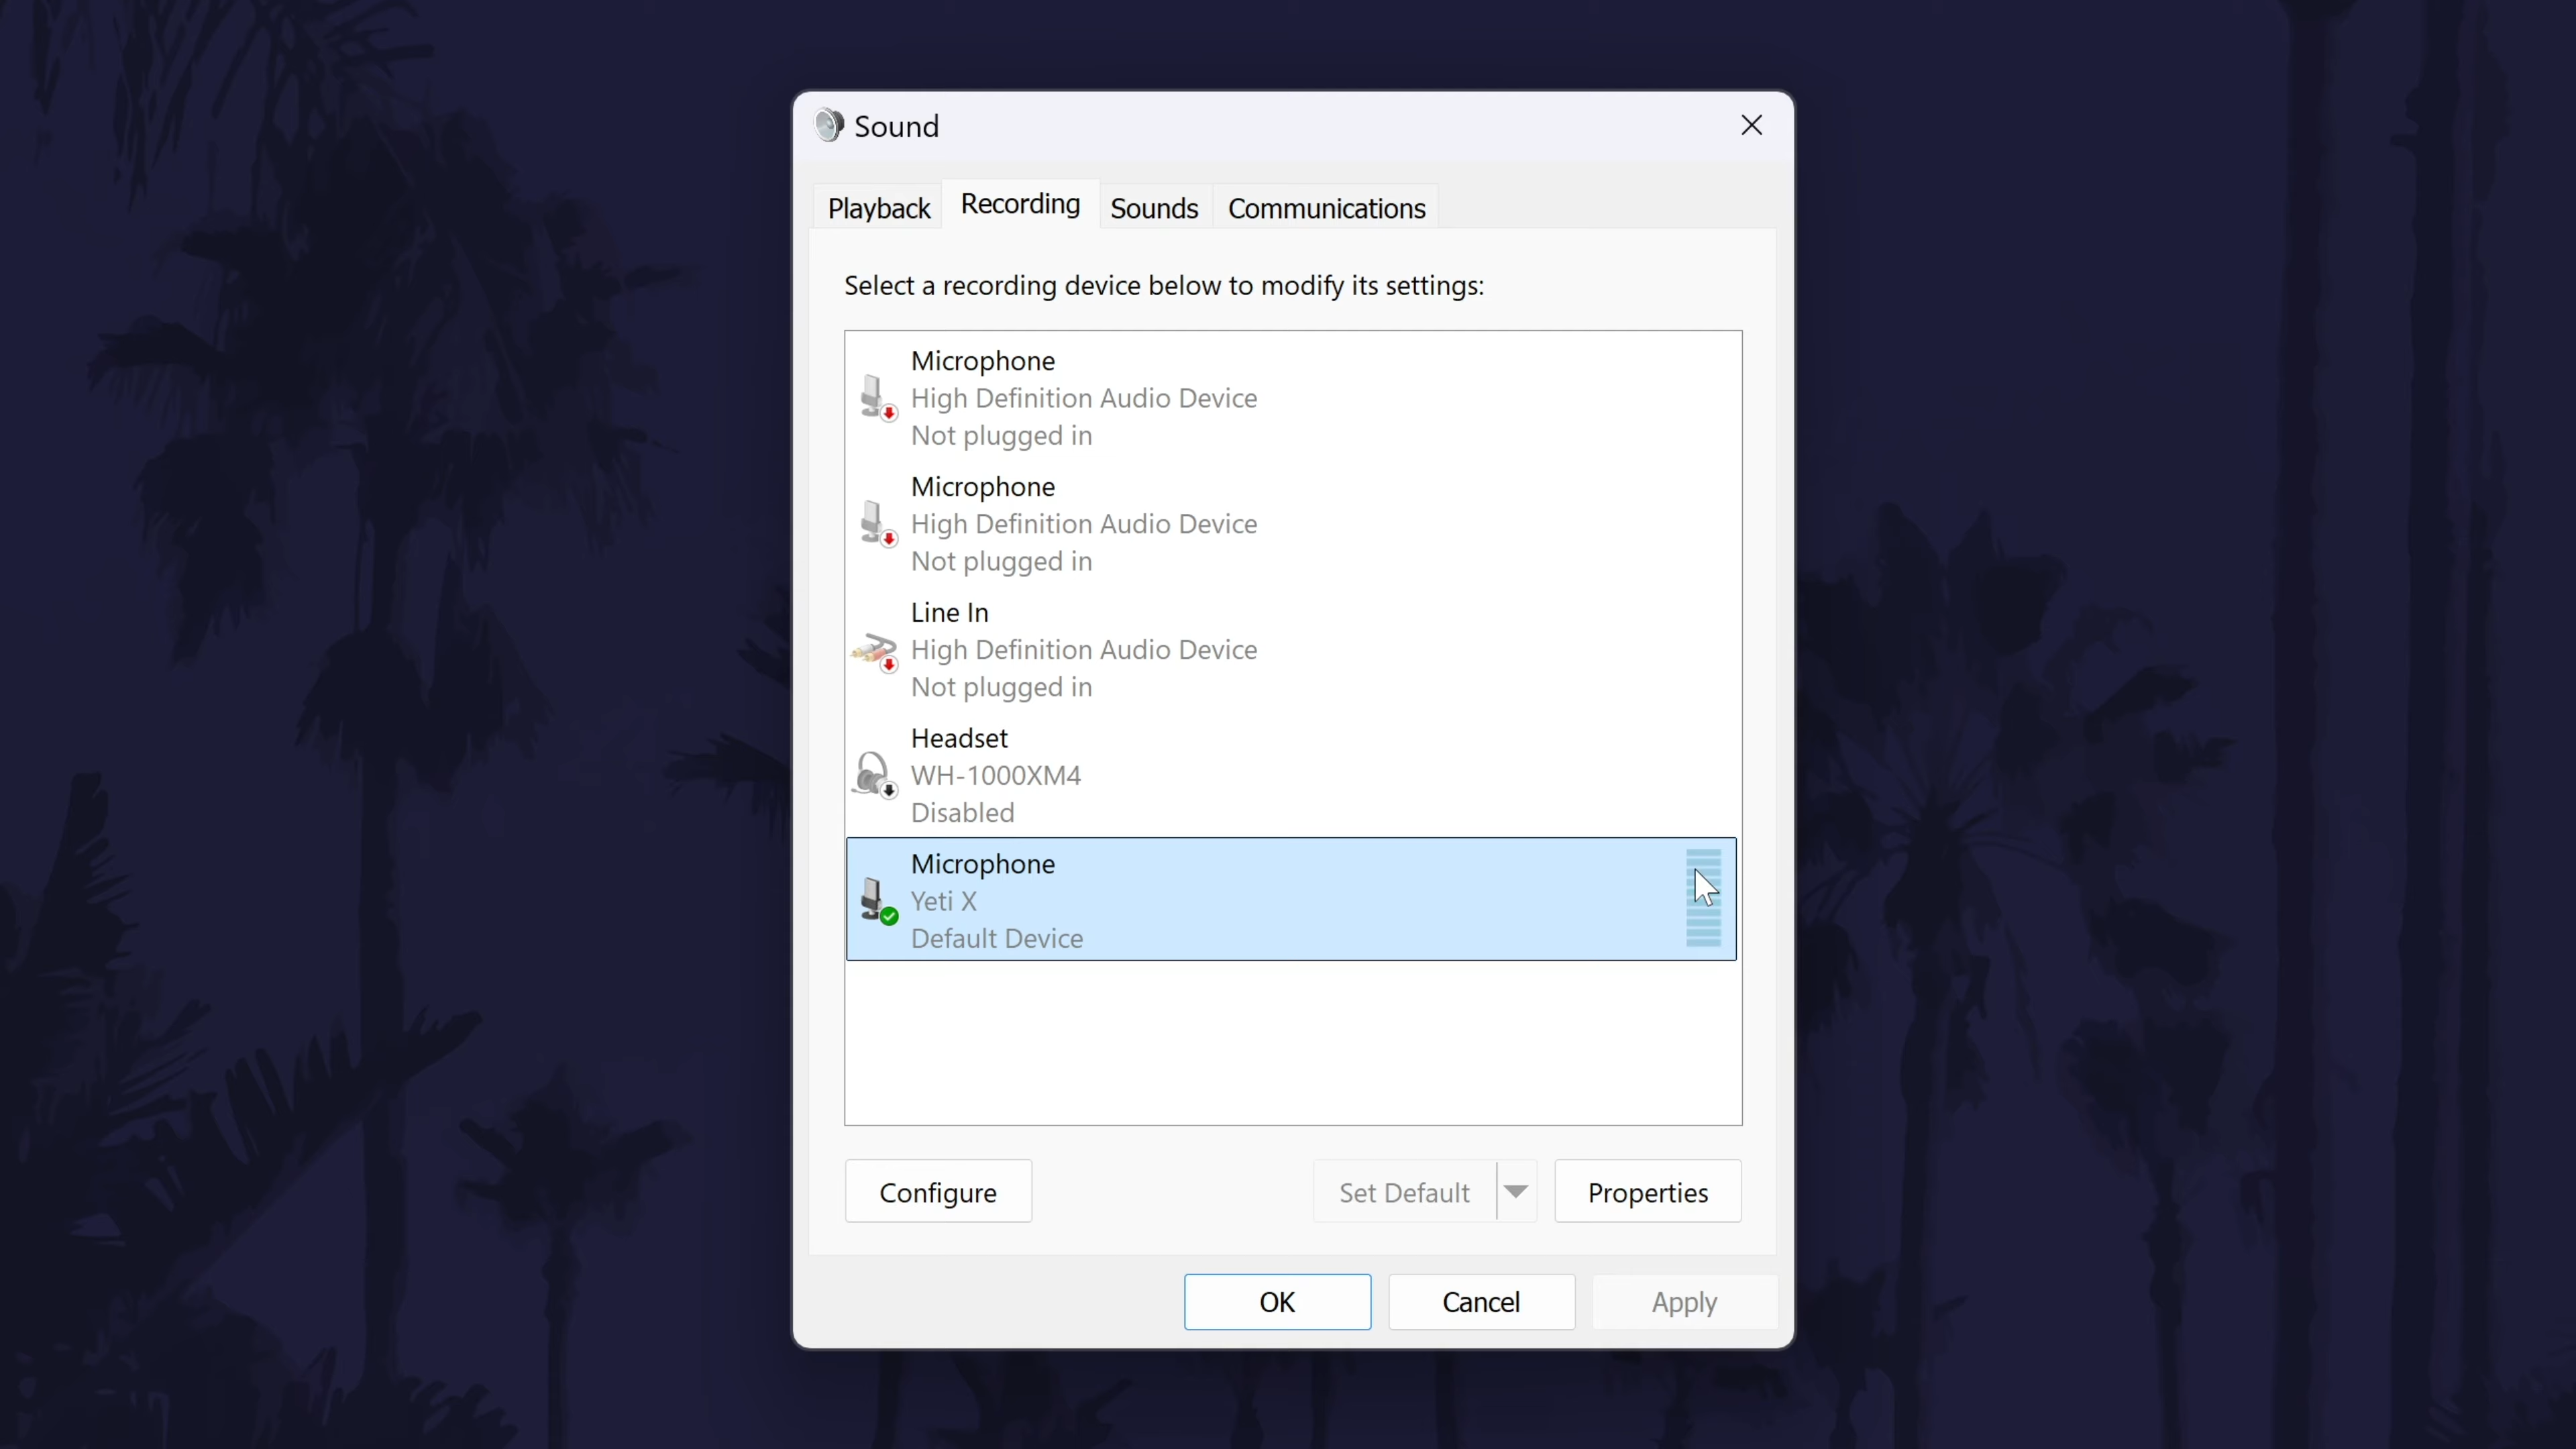 Sound
Playback Recording Sounds Communications
Select a recording device below to modify its settings:
Microphone
High Definition Audio Device
Not plugged in
Microphone
High Definition Audio Device
Not plugged in
Line In
High Definition Audio Device
Not plugged in
Headset
WH-1000XM4
Disabled
Microphone
Yeti X
Default Device
Configure Set Default Properties
OK Cancel Apply